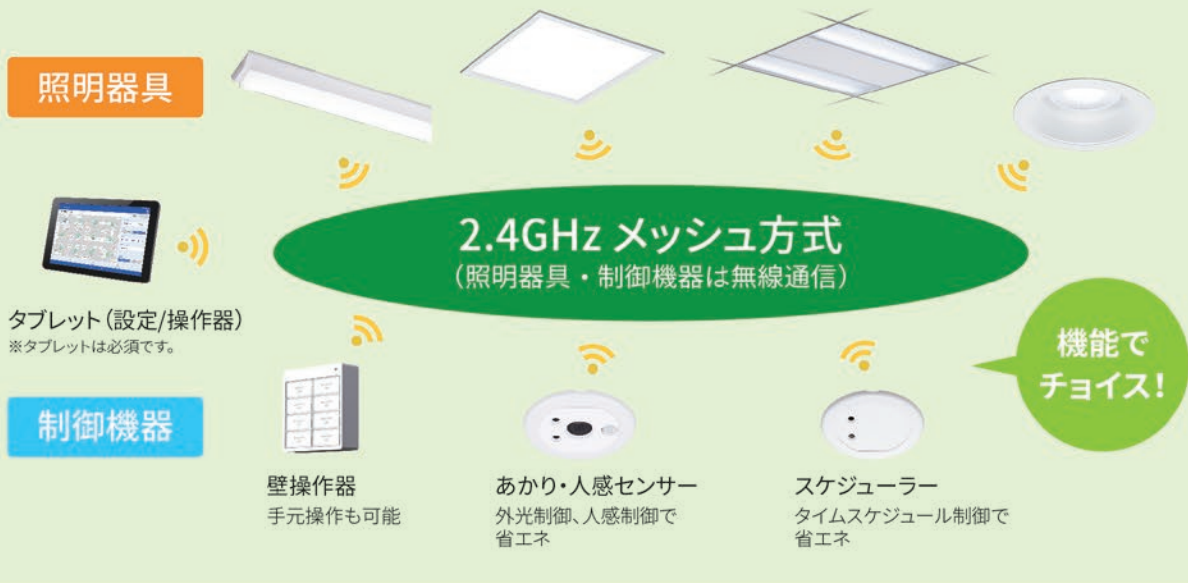 照明器具
2.4GHz メッシュ方式
（照明器具・制御機器は無線通信）
タブレット（設定/操作器）
※タブレットは必須です。
機能で
チョイス！
制御機器
壁操作器
手元操作も可能
あかり・人感センサー
外光制御、人感制御で
省エネ
スケジューラー
タイムスケジュール制御で
省エネ